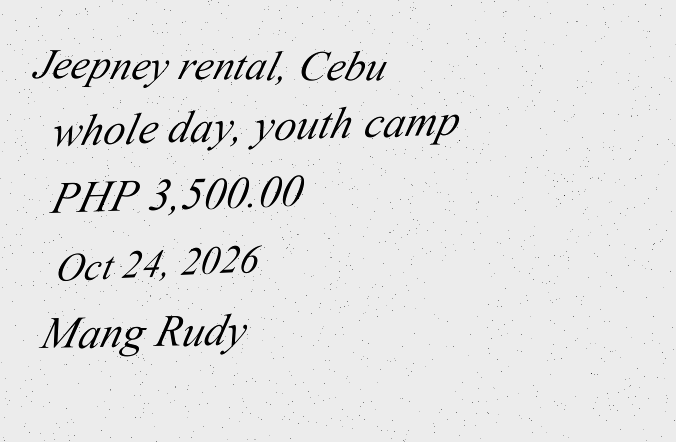 Jeepney rental, Cebu
whole day, youth camp
PHP 3,500.00
Oct 24, 2026
Mang Rudy